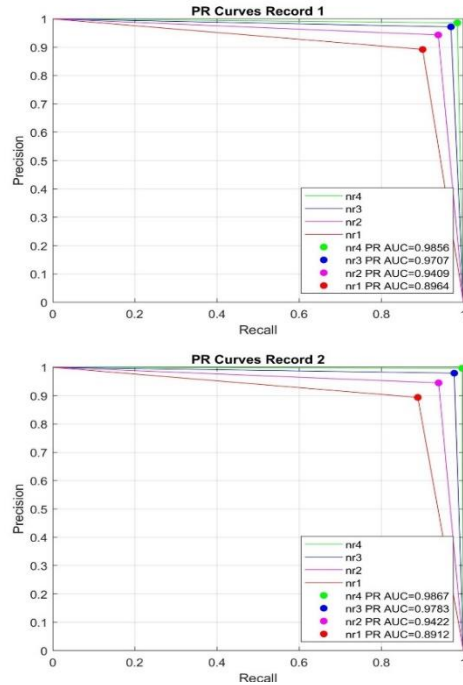 PR Curves Record 1
1
0.9
0.8
0.7
0.6
0.5
0.4
0.3
0.2
0.1
0
Precision
nr4
nr3
nr2
nr1
nr4 PR AUC=0.9856
nr3 PR AUC=0.9707
nr2 PR AUC=0.9409
nr1 PR AUC=0.8964
0 0.2 0.4 0.6 0.8 1
Recall
PR Curves Record 2
1
0.9
0.8
0.7
0.6
0.5
0.4
0.3
0.2
0.1
0
Precision
nr4
nr3
nr2
nr1
nr4 PR AUC=0.9867
nr3 PR AUC=0.9783
nr2 PR AUC=0.9422
nr1 PR AUC=0.8912
0 0.2 0.4 0.6 0.8 1
Recall